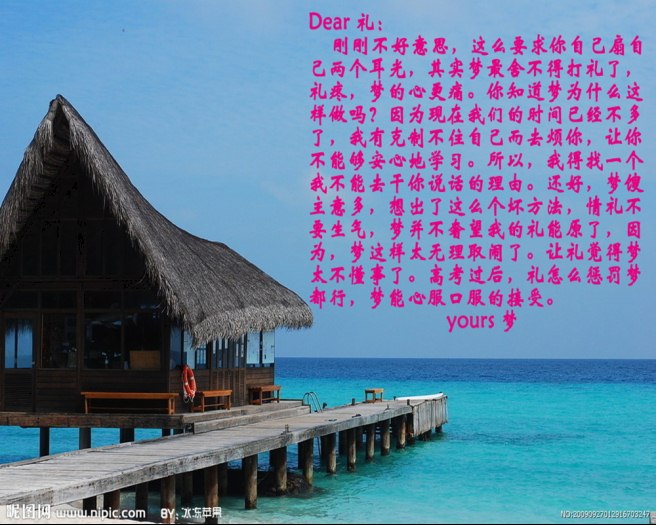 Dear 礼：
刚刚不好意思，这么要求你自己扇自
己两个耳光，其实梦最舍不得打礼了，
礼疼，梦的心更痛。你知道梦为什么这
样做吗？因为现在我们的时间已经不多
了，我有克制不住自己而去烦你，让你
不能够安心地学习。所以，我得找一个
我不能去干你说话的理由。还好，梦傻
主意多，想出了这么个坏方法，情礼不
要生气，梦并不奢望我的礼能原了，因
为，梦这样太无理取闹了。让礼觉得梦
太不懂事了。高考过后，礼怎么惩罚梦
都行，梦能心服口服的接受。
yours 梦
昵图网 www.nipic.com BY：冰冻苹果
NO:20090927012916703247